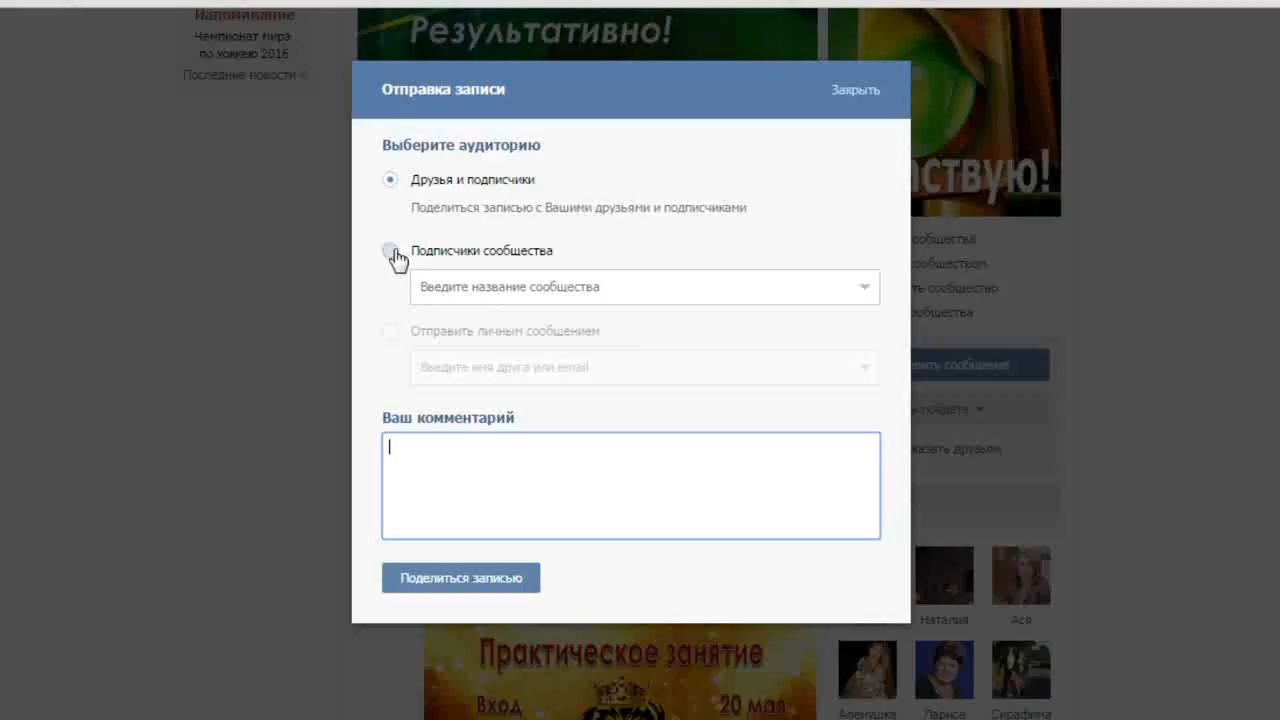 Напоминание
Чемпионат мира
по хоккею 2016
Последние новости »
Результативно!
Отправка записи
Закрыть
Выберите аудиторию
Друзья и подписчики
Поделиться записью с Вашими друзьями и подписчиками
Подписчики сообщества
Введите название сообщества
Отправить личным сообщением
Введите имя друга или email
Ваш комментарий
Поделиться записью
Практическое занятие
Вход
20 мая
Наталия
Ася
Аленушка
Лариса
Серафима